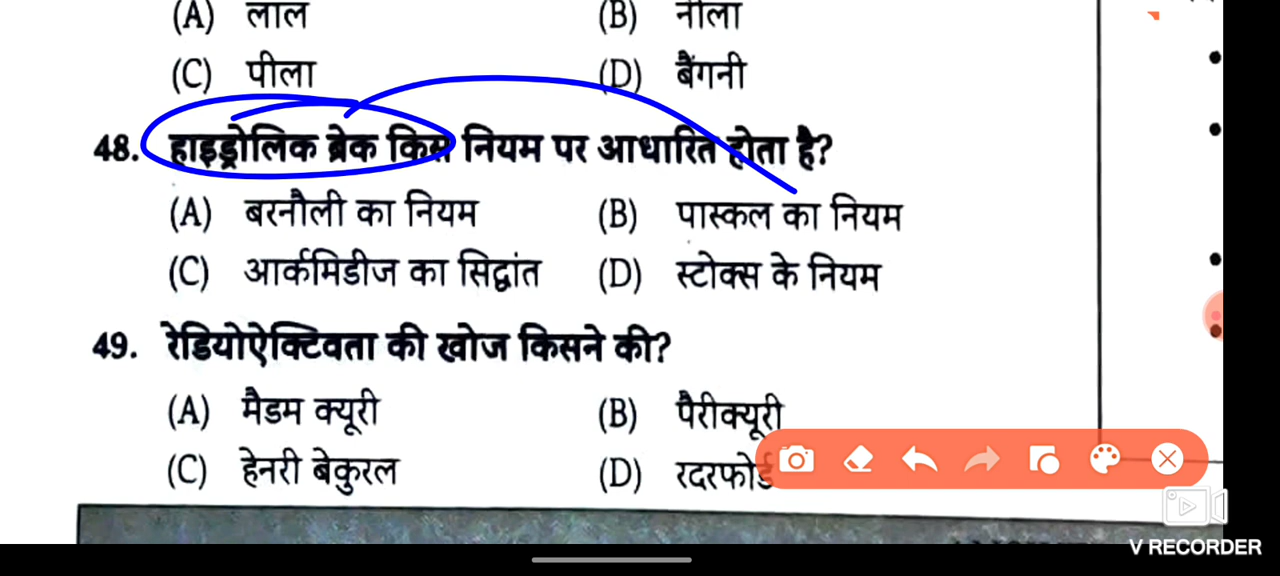 (A) लाल (B) नीला
(C) पीला (D) बैंगनी
48. हाइड्रोलिक ब्रेक किस नियम पर आधारित होता है?
(A) बरनौली का नियम (B) पास्कल का नियम
(C) आर्कमिडीज का सिद्वांत (D) स्टोक्स के नियम
49. रेडियोऐक्टिवता की खोज किसने की?
(A) मैडम क्यूरी (B) पैरीक्यूरी
(C) हेनरी बेकुरल (D) रदरफोर्ड
V RECORDER